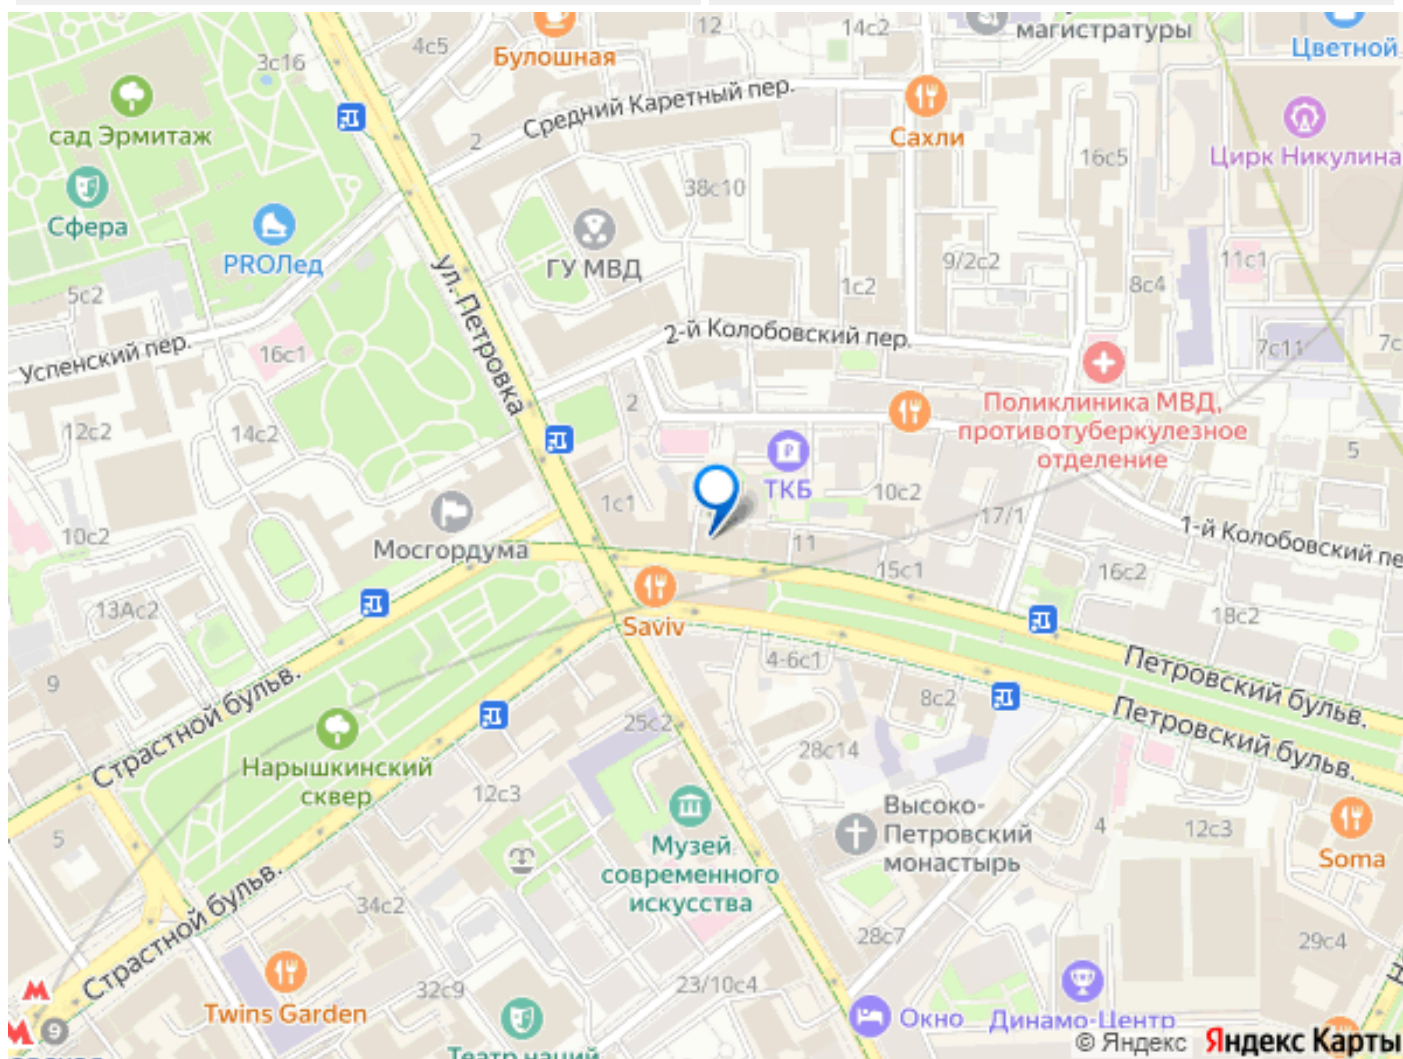 12
14с2
магистратуры
4с5
Булошная
Цветной
3с16
сад Эрмитаж
Средний Каретный пер.
2
Сахли
16с5
Цирк Никулина
38с10
Сфера
PROЛед
ГУ МВД
9/2с2
11с1
5с2
1с2
8с4
ул. Петровка
2-й Колобовский пер.
Успенский пер.
16с1
7с11
7с
12с2
14с2
2
Поликлиника МВД,
противотуберкулезное
отделение
5
ТКБ
10с2
1с1
17/1
10с2
Мосгордума
11
1-й Колобовский пе
15с1
16с2
13Ас2
Saviv
18с2
9
4-6с1
Петровский бульв.
Страстной бульв.
8с2
25с2
Петровский бульв.
28с14
Нарышкинский
сквер
12с3
Высоко-
Петровский
монастырь
4
12с3
5
Музей
современного
искусства
Soma
Страстной бульв.
34с2
28с7
29с4
Twins Garden
32с9
23/10с4
Окно
Динамо-Центр
9
Театр наций
© Яндекс
Яндекс Карты